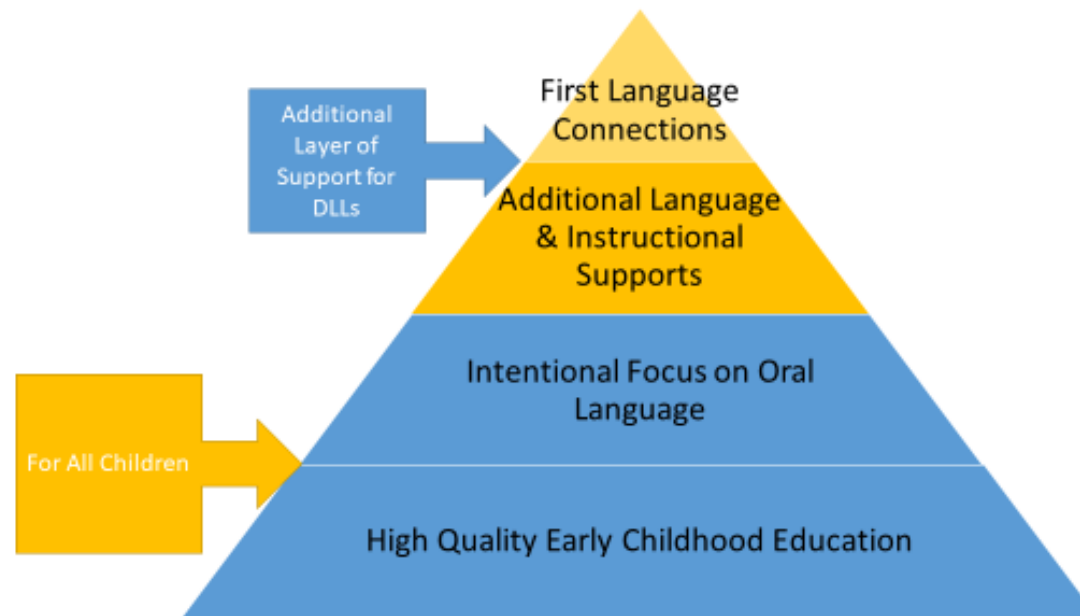 First Language
Connections
Additional
Layer of
Support for
DLLs
Additional Language
& Instructional
Supports
Intentional Focus on Oral
Language
For All Children
High Quality Early Childhood Education